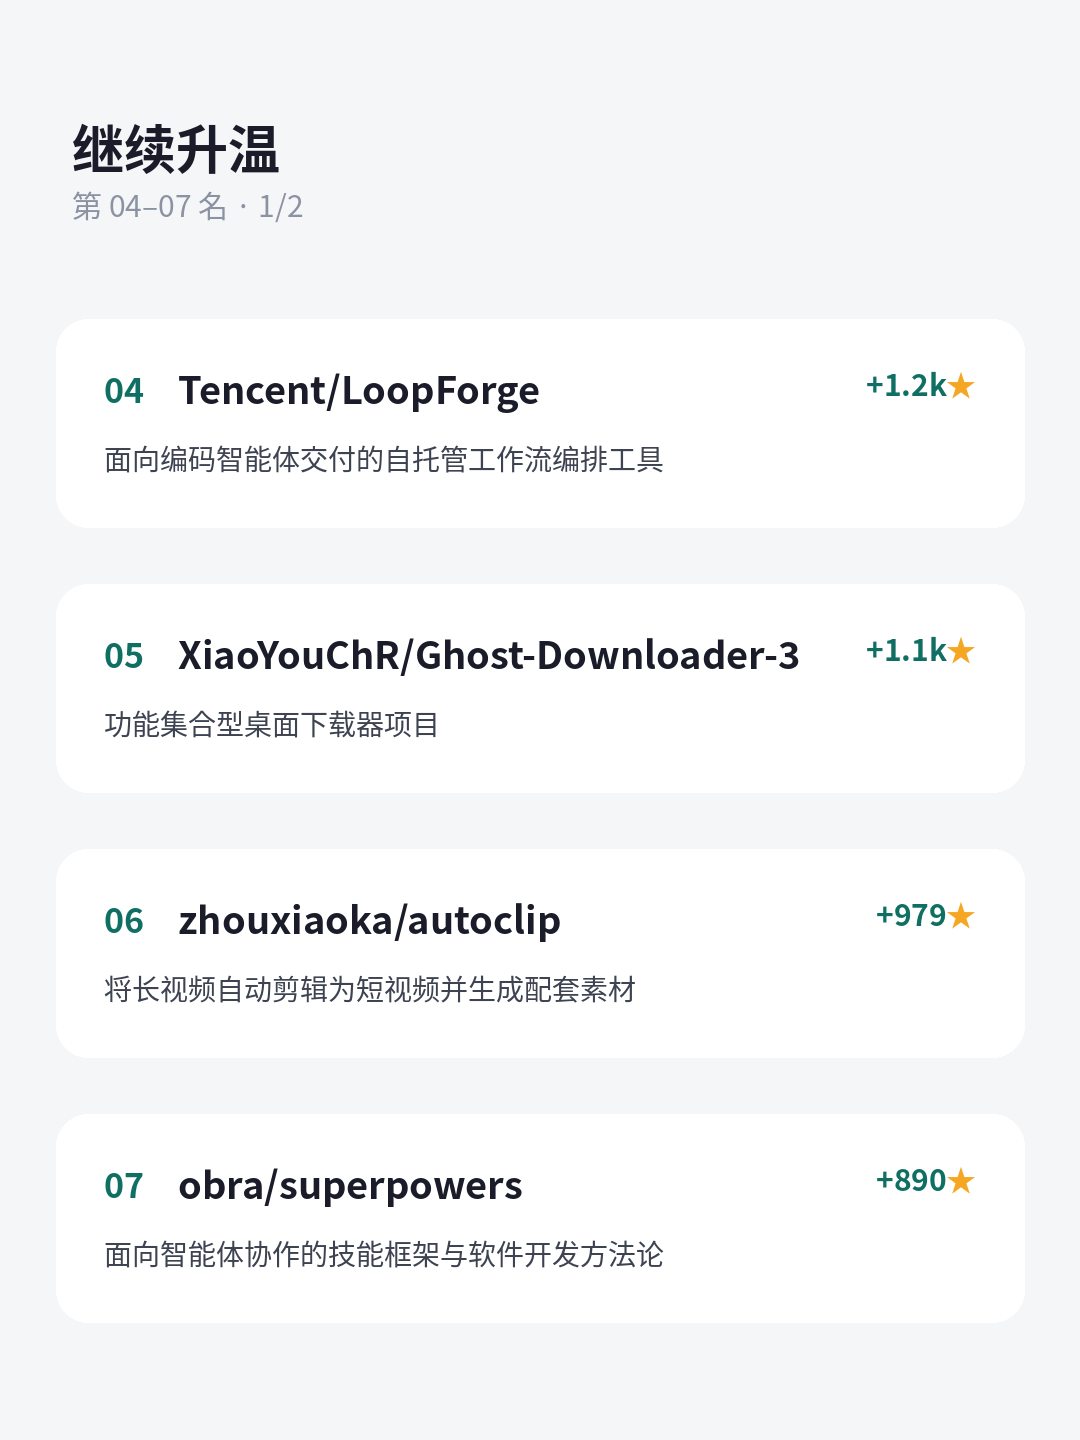 继续升温
第 04–07 名 · 1/2
04 Tencent/LoopForge +1.2k★
面向编码智能体交付的自托管工作流编排工具
05 XiaoYouChR/Ghost-Downloader-3 +1.1k★
功能集合型桌面下载器项目
06 zhouxiaoka/autoclip +979★
将长视频自动剪辑为短视频并生成配套素材
07 obra/superpowers +890★
面向智能体协作的技能框架与软件开发方法论